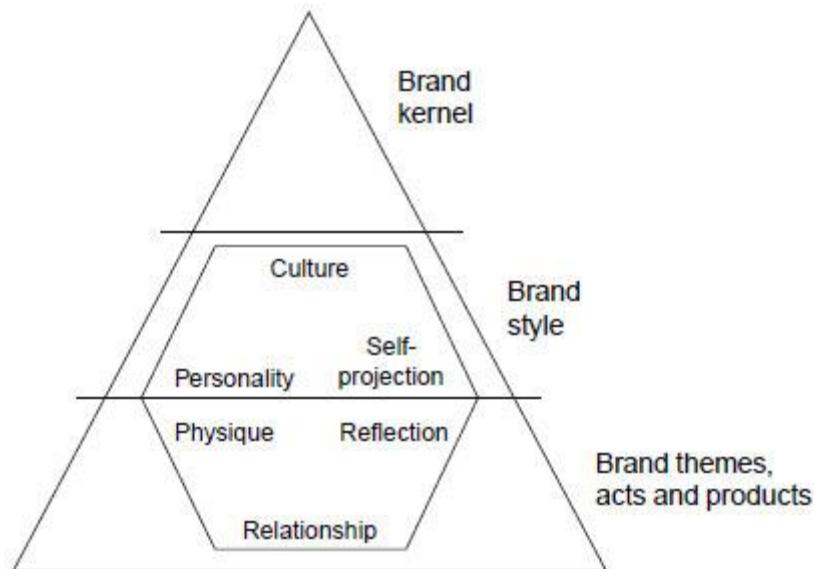 Brand
kernel
Culture
Brand
style
Self-
Personality
projection
Physique
Reflection
Brand themes,
acts and products
Relationship